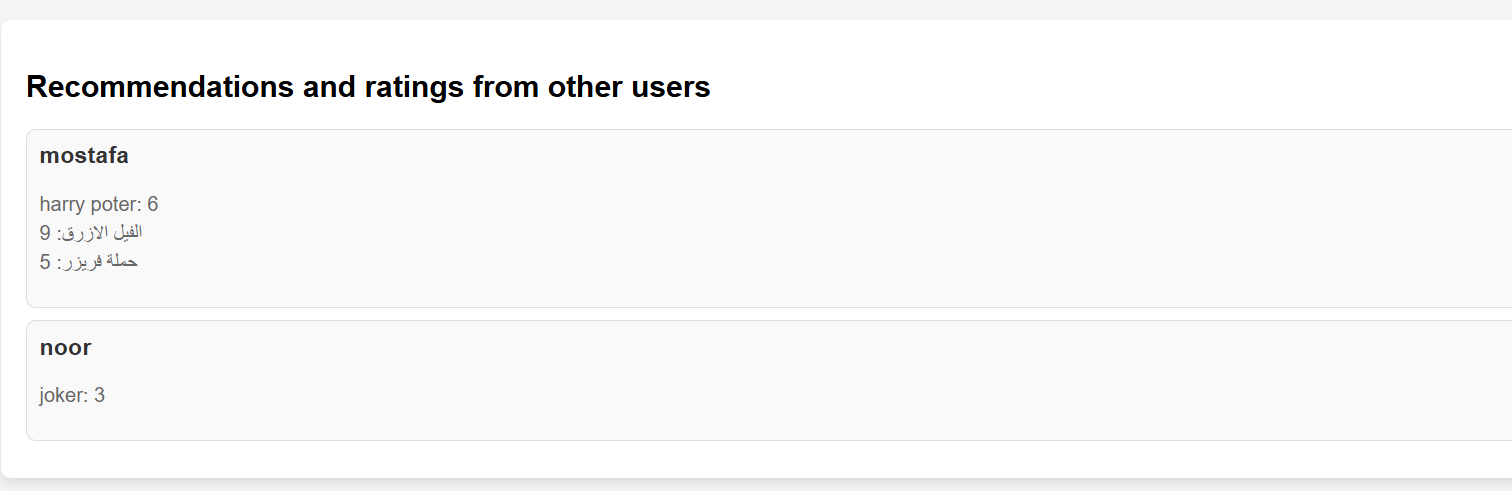 Recommendations and ratings from other users
mostafa
harry poter: 6
الفيل الازرق: 9
حملة فريزر: 5
noor
joker: 3